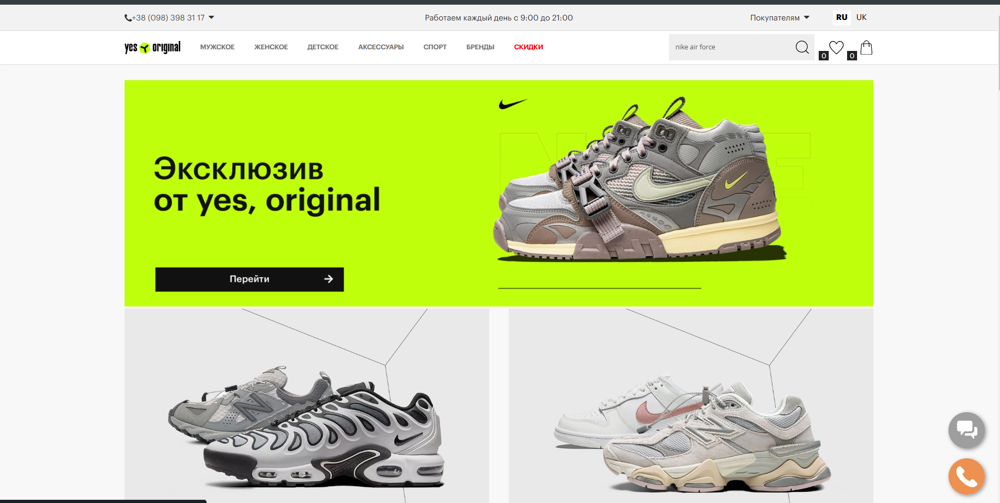 +38 (098) 398 31 17
Работаем каждый день с 9:00 до 21:00
Покупателям
RU UK
yes original
МУЖСКОЕ ЖЕНСКОЕ ДЕТСКОЕ АКСЕССУАРЫ СПОРТ БРЕНДЫ СКИДКИ
nike air force
0 0
Эксклюзив
от yes, original
Перейти